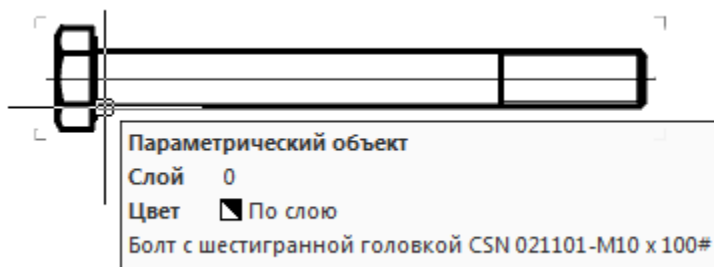 Параметрический объект
Слой 0
Цвет По слою
Болт с шестигранной головкой CSN 021101-M10 x 100#